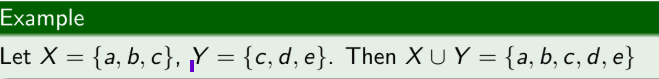 Example
Let X = {a, b, c}, Y = {c, d, e}. Then X ∪ Y = {a, b, c, d, e}